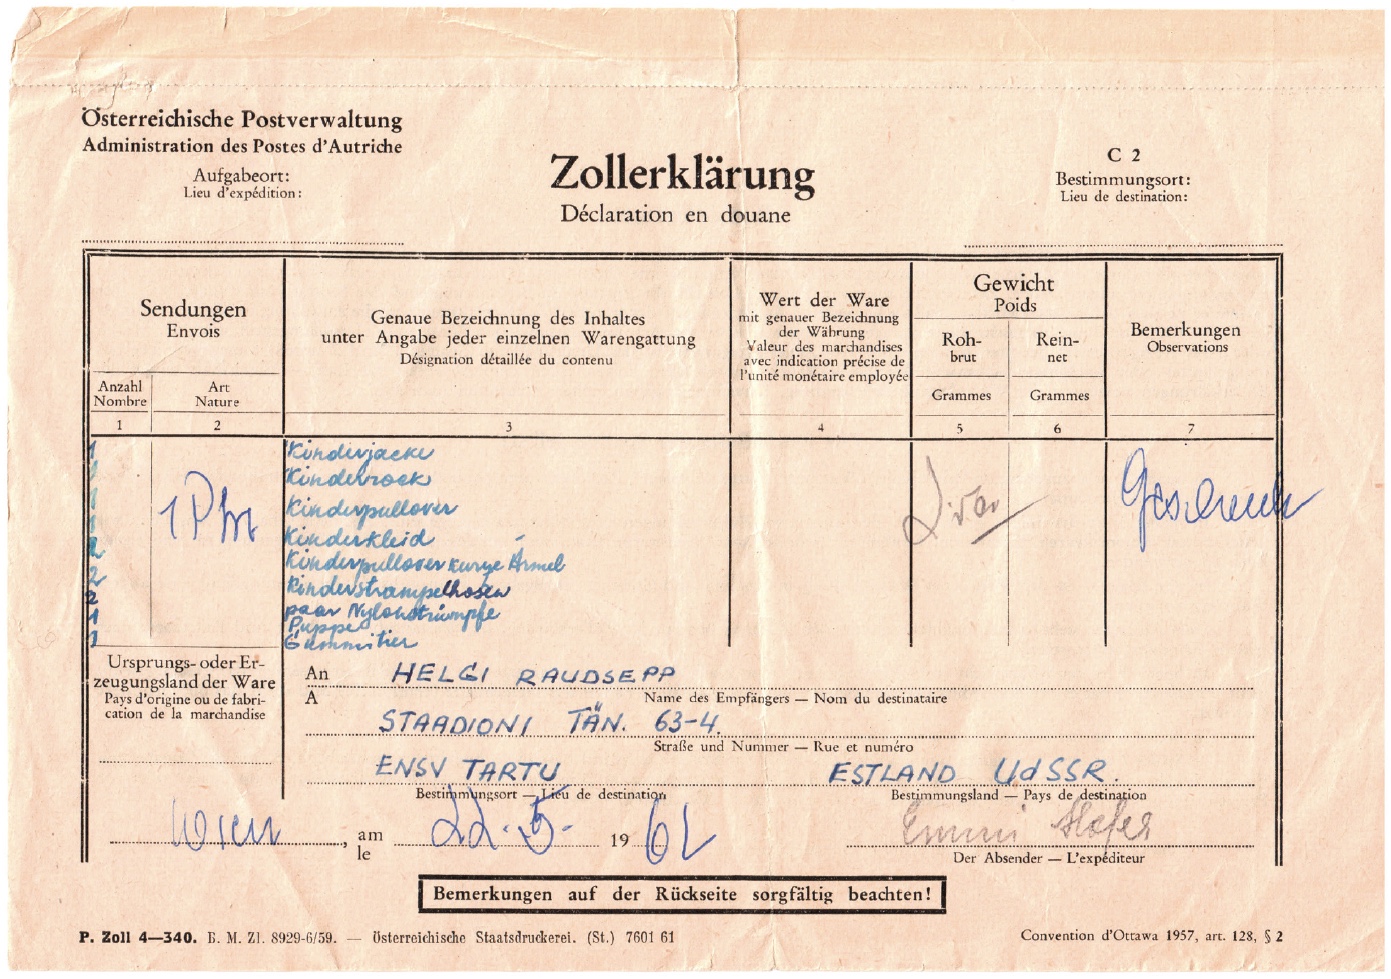 Österreichische Postverwaltung
Administration des Postes d'Autriche
Aufgabeort:
Lieu d'expédition:
Zollerklärung
Déclaration en douane
C 2
Bestimmungsort:
Lieu de destination:
Sendungen
Envois
Anzahl
Nombre
Art
Nature
Genaue Bezeichnung des Inhaltes
unter Angabe jeder einzelnen Warengattung
Désignation détaillée du contenu
Wert der Ware
mit genauer Bezeichnung
der Währung
Valeur des marchandises
avec indication précise de
l'unité monétaire employée
Gewicht
Poids
Roh-
brut
Rein-
net
Grammes
Grammes
Bemerkungen
Observations
1 2 3 4 5 6 7
1 Kinderjacke
1 Kinderrock
1 Kinderpullover
1 Kinderkleid
2 Kinderpullover kurze Ärmel
2 Kinderstrampelhosen
2 paar Nylonstrümpfe
1 Puppe
1 Gummitier
Geschenk
Ursprungs- oder Er-
zeugungsland der Ware
Pays d'origine ou de fabri-
cation de la marchandise
An HELGI RAUDSEPP
A Name des Empfängers — Nom du destinataire
STAADIONI TÄN. 63-4.
Straße und Nummer — Rue et numéro
ENSV TARTU ESTLAND UdSSR.
Bestimmungsort — Lieu de destination Bestimmungsland — Pays de destination
Wien, am 22.5. 1962
le
Emmi Hofer
Der Absender — L'expéditeur
Bemerkungen auf der Rückseite sorgfältig beachten!
P. Zoll 4—340. B. M. Zl. 8929-6/59. — Österreichische Staatsdruckerei. (St.) 7601 61
Convention d'Ottawa 1957, art. 128, § 2